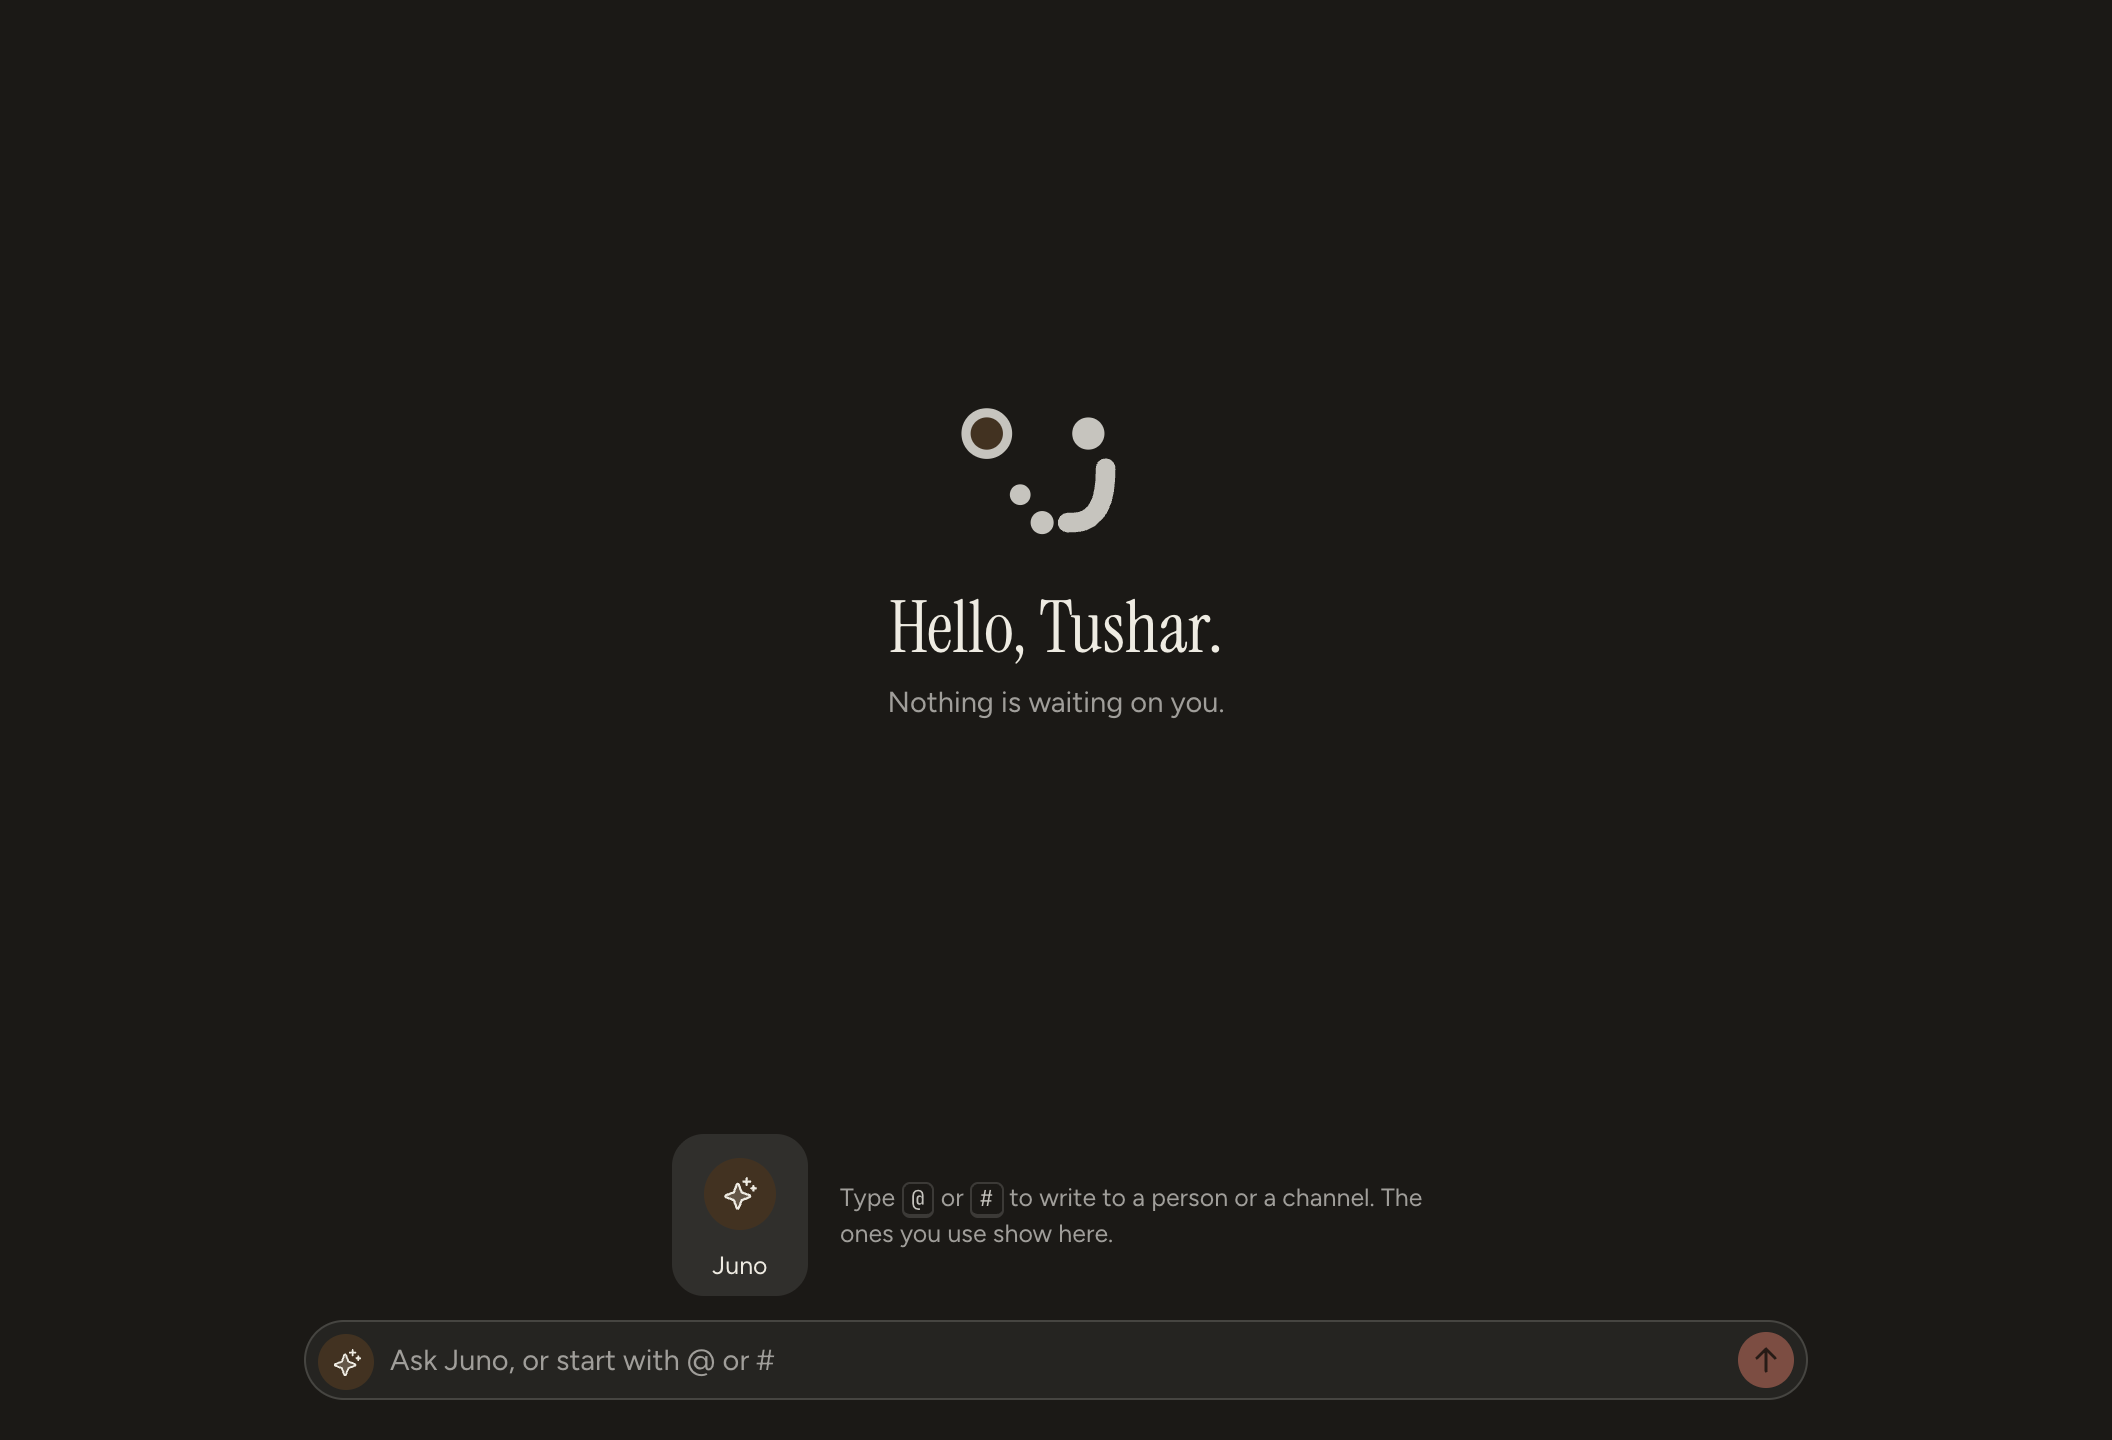 Hello, Tushar.
Nothing is waiting on you.
Type @ or # to write to a person or a channel. The
ones you use show here.
Juno
Ask Juno, or start with @ or #